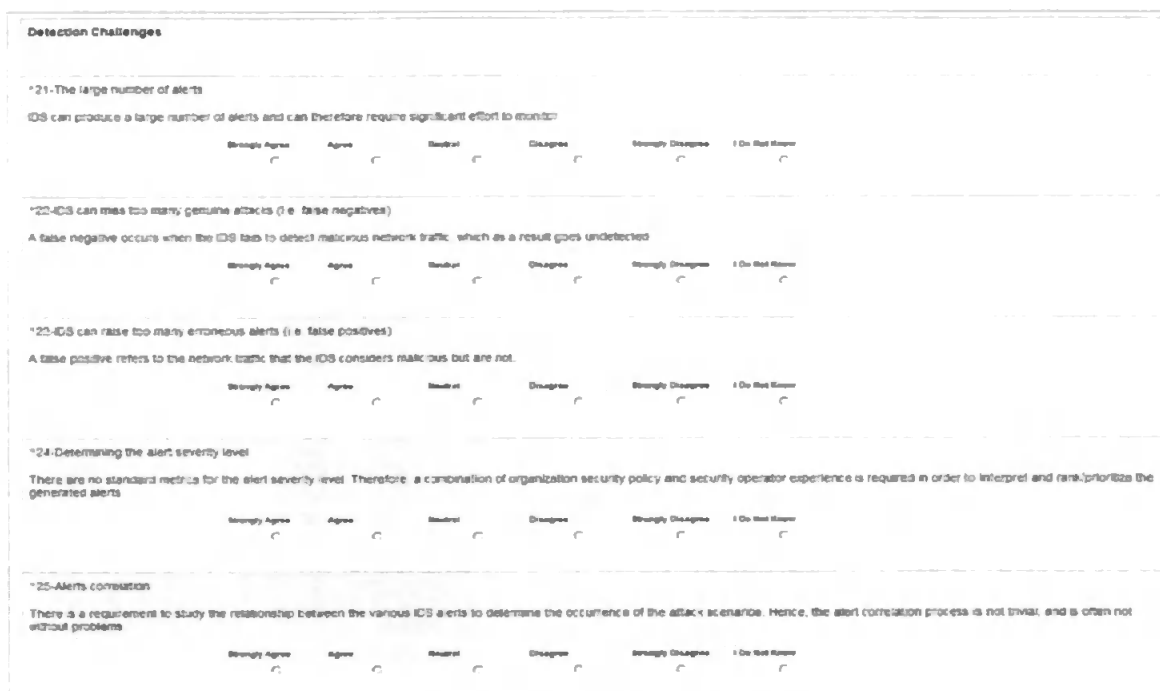 Detection Challenges
*21-The large number of alerts
IDS can produce a large number of alerts and can therefore require significant effort to monitor
Strongly Agree Agree Neutral Disagree Strongly Disagree I Do Not Know
*22-IDS can miss too many genuine attacks (i.e. false negatives)
A false negative occurs when the IDS fails to detect malicious network traffic, which as a result goes undetected
Strongly Agree Agree Neutral Disagree Strongly Disagree I Do Not Know
*23-IDS can raise too many erroneous alerts (i.e. false positives)
A false positive refers to the network traffic that the IDS considers malicious but are not.
Strongly Agree Agree Neutral Disagree Strongly Disagree I Do Not Know
*24-Determining the alert severity level
There are no standard metrics for the alert severity level. Therefore, a combination of organization security policy and security operator experience is required in order to interpret and rank/prioritize the
generated alerts
Strongly Agree Agree Neutral Disagree Strongly Disagree I Do Not Know
*25-Alerts correlation
There is a requirement to study the relationship between the various IDS alerts to determine the occurrence of the attack scenarios. Hence, the alert correlation process is not trivial, and is often not
without problems
Strongly Agree Agree Neutral Disagree Strongly Disagree I Do Not Know